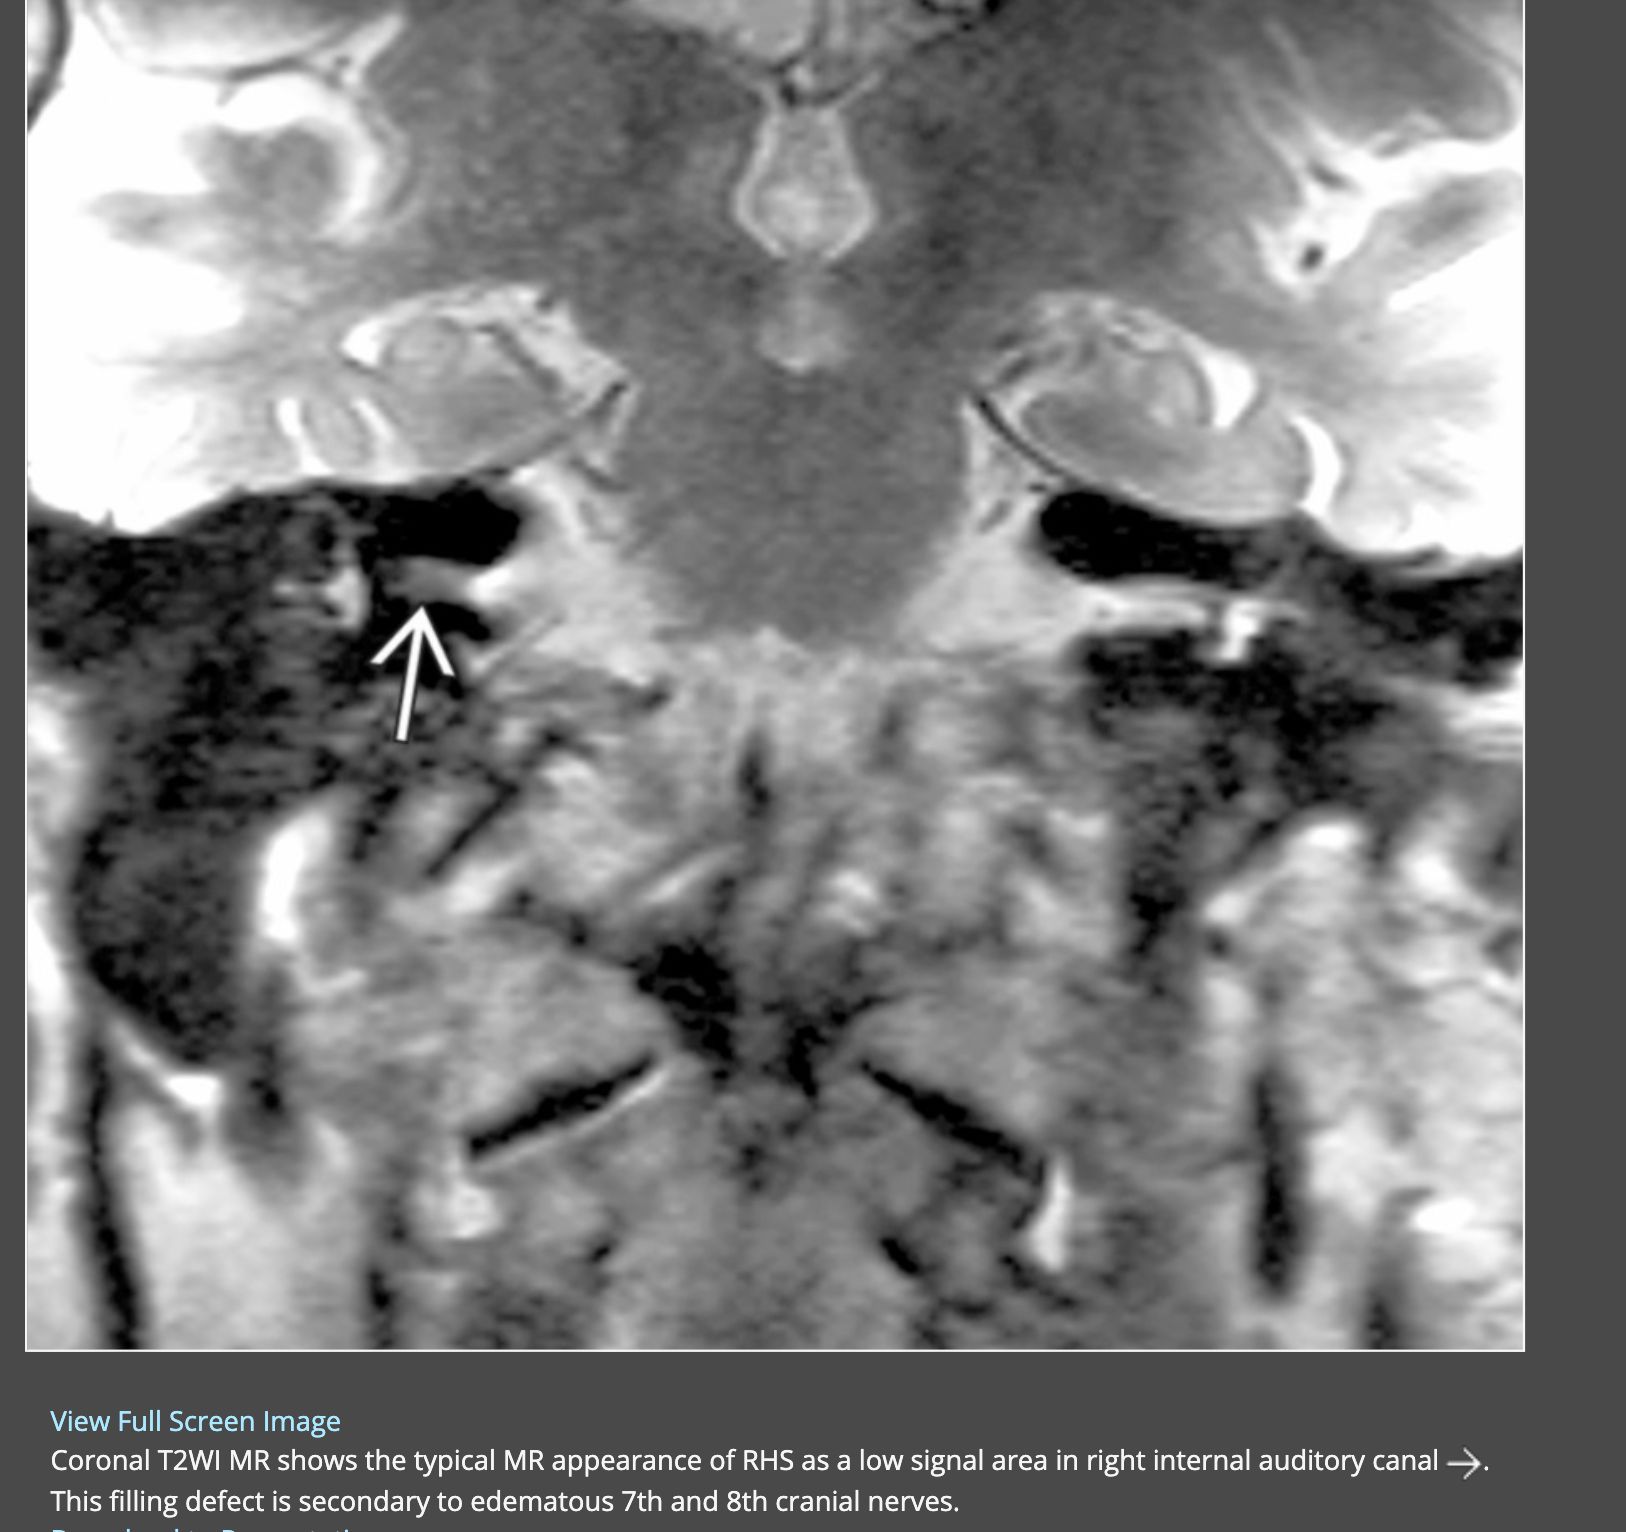 View Full Screen Image
Coronal T2WI MR shows the typical MR appearance of RHS as a low signal area in right internal auditory canal →.
This filling defect is secondary to edematous 7th and 8th cranial nerves.